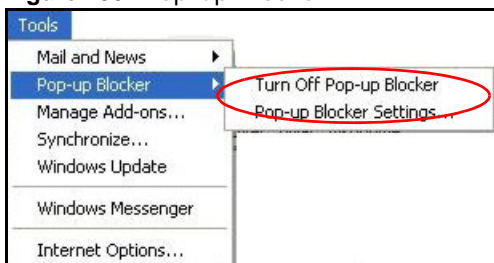 Tools
Mail and News
Pop-up Blocker
Turn Off Pop-up Blocker
Manage Add-ons...
Pop-up Blocker Settings...
Synchronize...
Windows Update
Windows Messenger
Internet Options...